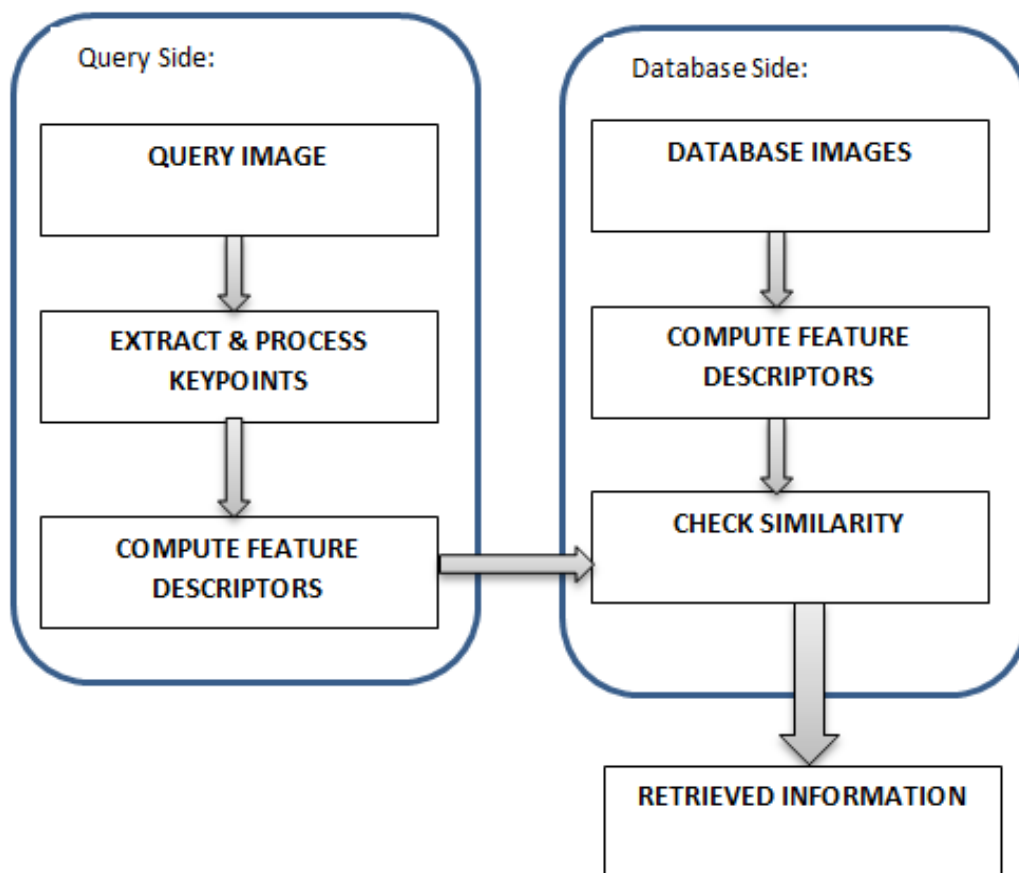 Query Side:
QUERY IMAGE
EXTRACT & PROCESS
KEYPOINTS
COMPUTE FEATURE
DESCRIPTORS
Database Side:
DATABASE IMAGES
COMPUTE FEATURE
DESCRIPTORS
CHECK SIMILARITY
RETRIEVED INFORMATION